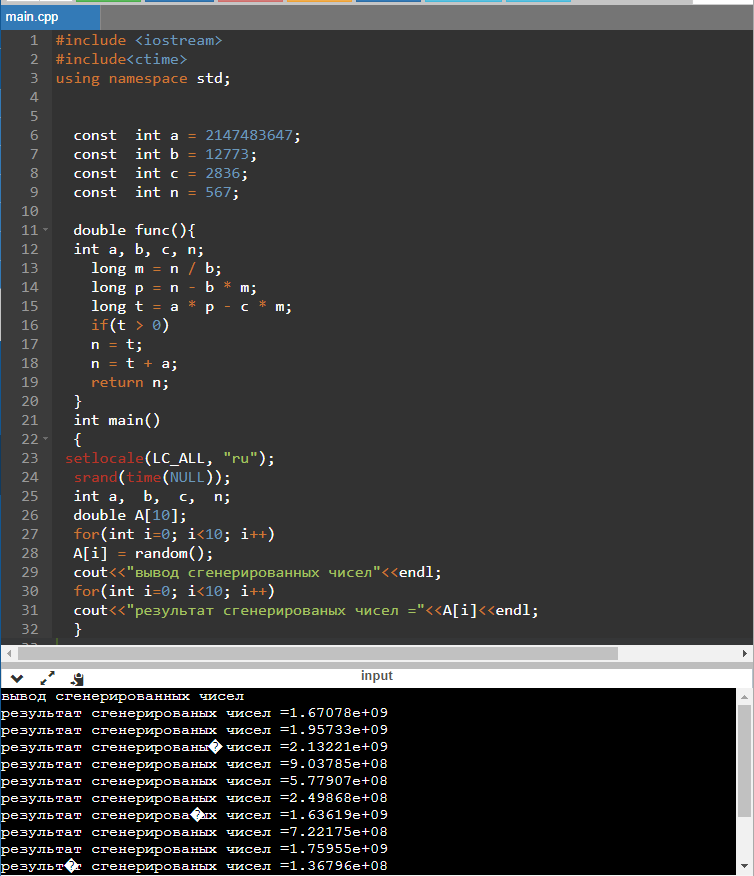 main.cpp
1 #include <iostream>
2 #include<ctime>
3 using namespace std;
4
5
6 const  int a = 2147483647;
7 const  int b = 12773;
8 const  int c = 2836;
9 const  int n = 567;
10
11 double func(){
12 int a, b, c, n;
13 long m = n / b;
14 long p = n - b * m;
15 long t = a * p - c * m;
16 if(t > 0)
17 n = t;
18 n = t + a;
19 return n;
20 }
21 int main()
22 {
23 setlocale(LC_ALL, "ru");
24 srand(time(NULL));
25 int a,  b,  c,  n;
26 double A[10];
27 for(int i=0; i<10; i++)
28 A[i] = random();
29 cout<<"вывод сгенерированных чисел"<<endl;
30 for(int i=0; i<10; i++)
31 cout<<"результат сгенерированых чисел ="<<A[i]<<endl;
32 }
input
вывод сгенерированных чисел
результат сгенерированых чисел =1.67078e+09
результат сгенерированых чисел =1.95733e+09
результат сгенерированы� чисел =2.13221e+09
результат сгенерированых чисел =9.03785e+08
результат сгенерированых чисел =5.77907e+08
результат сгенерированых чисел =2.49868e+08
результат сгенерирова�ых чисел =1.63619e+09
результат сгенерированых чисел =7.22175e+08
результат сгенерированых чисел =1.75955e+09
результ�т сгенерированых чисел =1.36796e+08